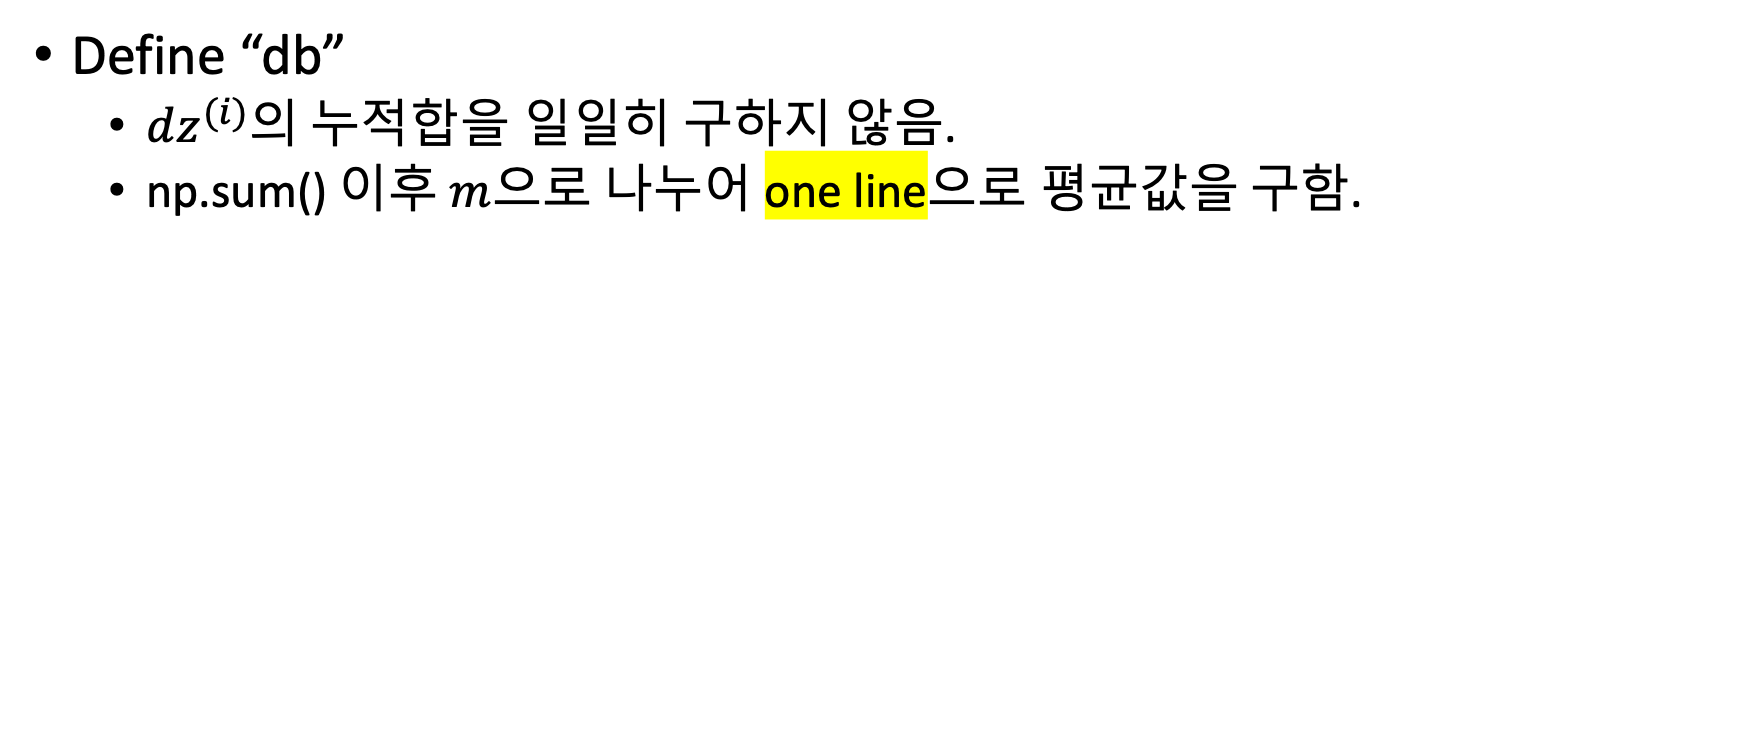 • Define “db”
• $dz^{(i)}$의 누적합을 일일히 구하지 않음.
• np.sum() 이후 $m$으로 나누어 one line으로 평균값을 구함.